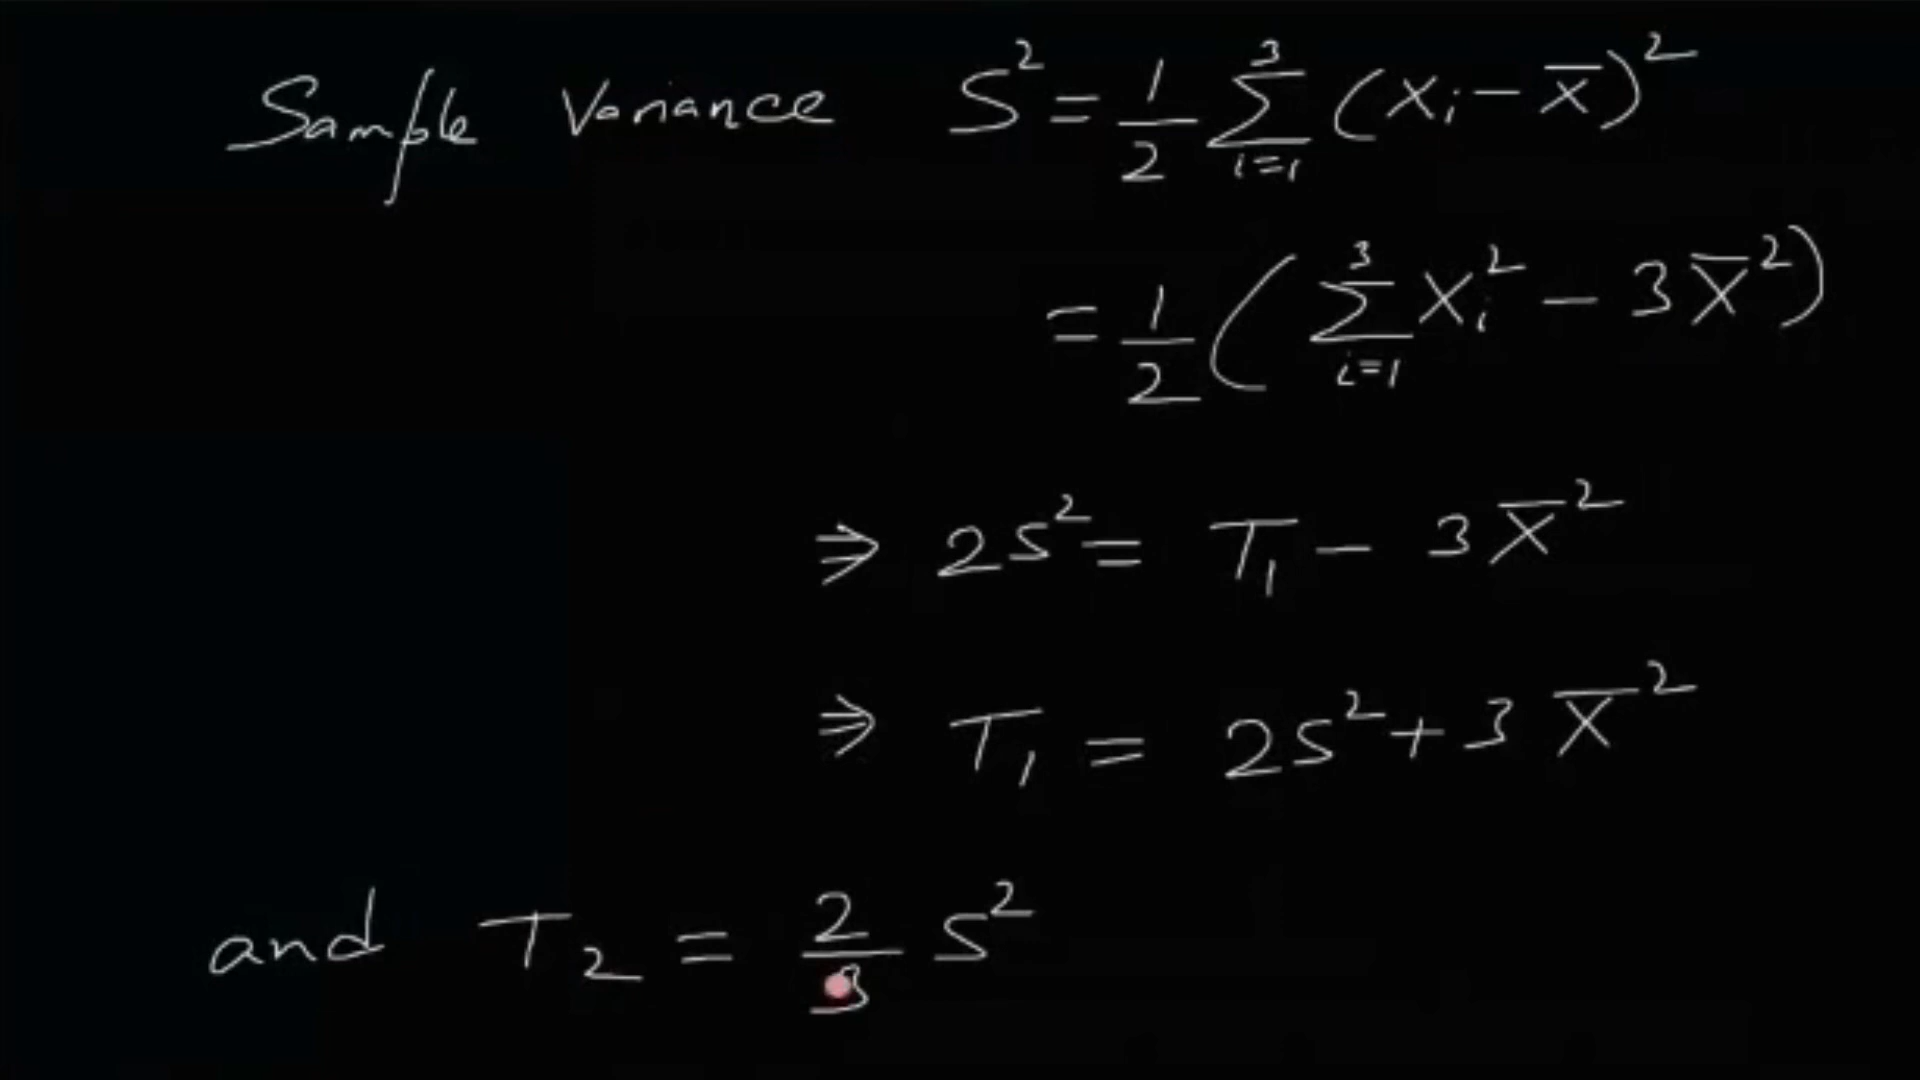 Sample Variance S² = 1/2 ∑_{i=1}^{3} (Xᵢ − X̄)²
= 1/2 ( ∑_{i=1}^{3} Xᵢ² − 3X̄² )
⇒ 2S² = T₁ − 3X̄²
⇒ T₁ = 2S² + 3X̄²
and T₂ = 2/3 S²